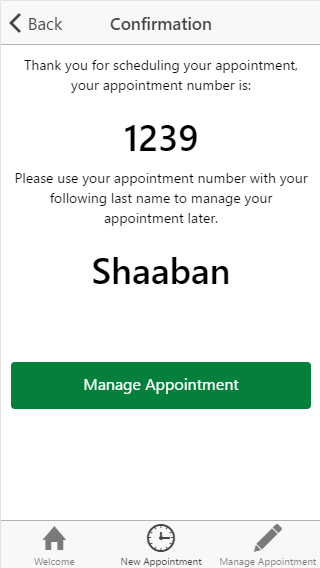 Back
Confirmation
Thank you for scheduling your appointment,
your appointment number is:
1239
Please use your appointment number with your
following last name to manage your
appointment later.
Shaaban
Manage Appointment
Welcome
New Appointment
Manage Appointment